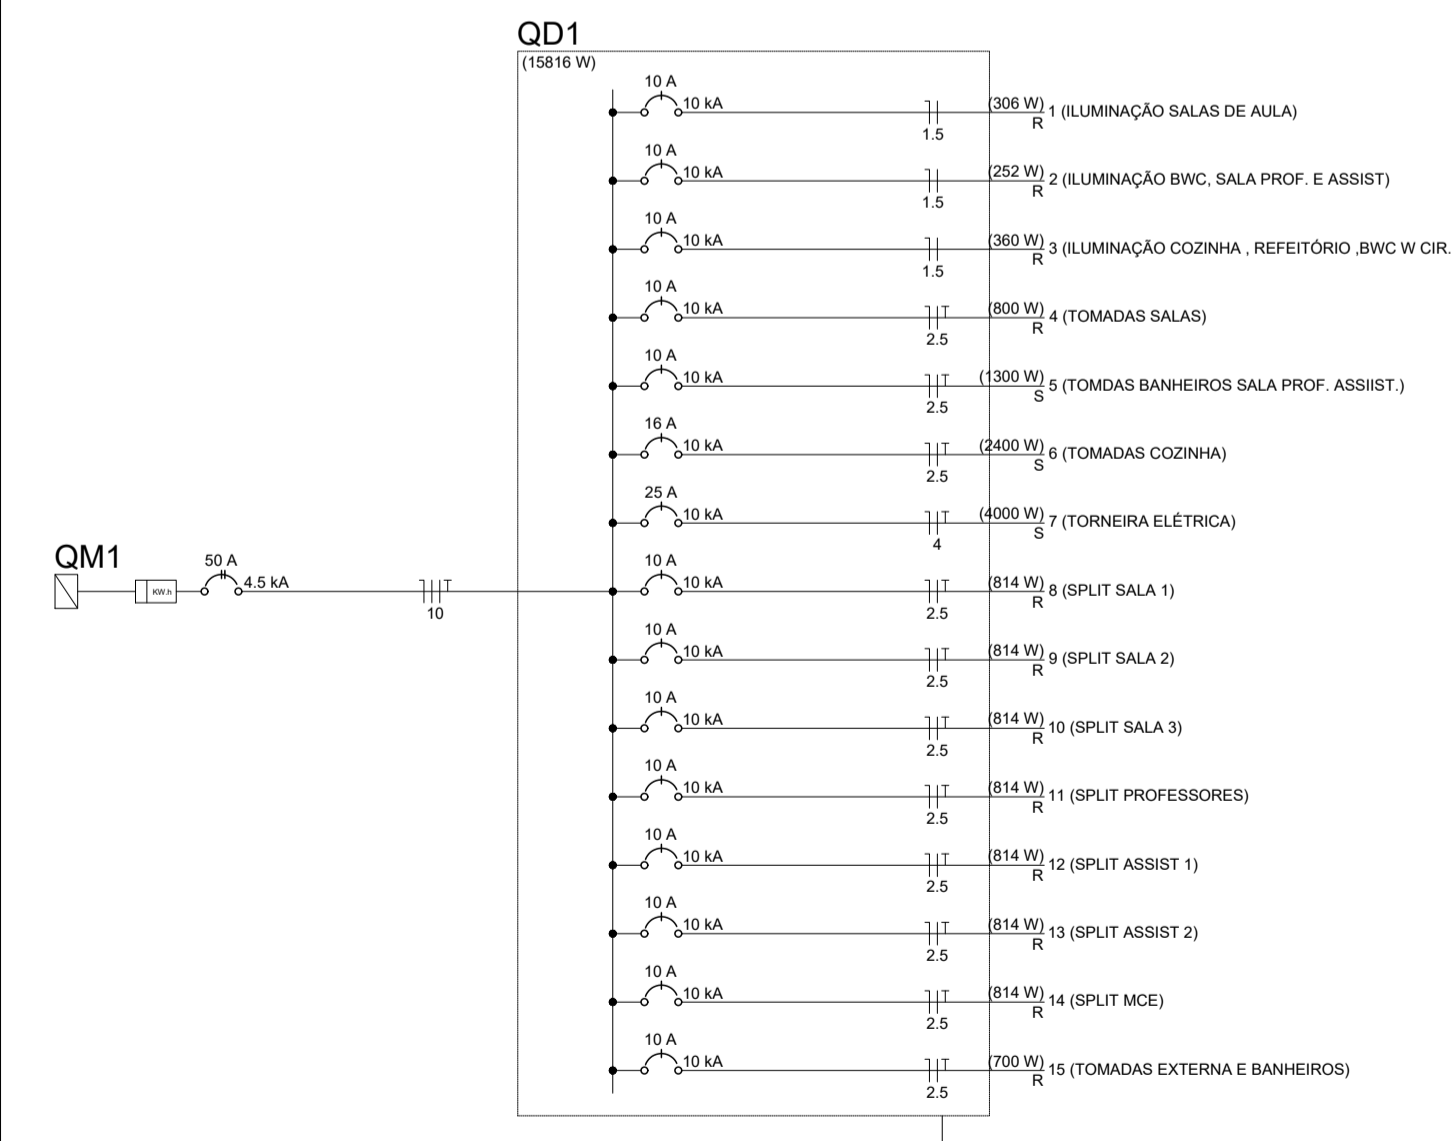 QD1
(15816 W)
10 A
10 kA
1.5
(306 W)
R
1 (ILUMINAÇÃO SALAS DE AULA)
10 A
10 kA
1.5
(252 W)
R
2 (ILUMINAÇÃO BWC, SALA PROF. E ASSIST)
10 A
10 kA
1.5
(360 W)
R
3 (ILUMINAÇÃO COZINHA , REFEITÓRIO ,BWC W CIR.
10 A
10 kA
2.5
(800 W)
R
4 (TOMADAS SALAS)
10 A
10 kA
2.5
(1300 W)
S
5 (TOMDAS BANHEIROS SALA PROF. ASSIIST.)
16 A
10 kA
2.5
(2400 W)
S
6 (TOMADAS COZINHA)
25 A
10 kA
4
(4000 W)
S
7 (TORNEIRA ELÉTRICA)
QM1
KW.h
50 A
4.5 kA
10
10 A
10 kA
2.5
(814 W)
R
8 (SPLIT SALA 1)
10 A
10 kA
2.5
(814 W)
R
9 (SPLIT SALA 2)
10 A
10 kA
2.5
(814 W)
R
10 (SPLIT SALA 3)
10 A
10 kA
2.5
(814 W)
R
11 (SPLIT PROFESSORES)
10 A
10 kA
2.5
(814 W)
R
12 (SPLIT ASSIST 1)
10 A
10 kA
2.5
(814 W)
R
13 (SPLIT ASSIST 2)
10 A
10 kA
2.5
(814 W)
R
14 (SPLIT MCE)
10 A
10 kA
2.5
(700 W)
R
15 (TOMADAS EXTERNA E BANHEIROS)